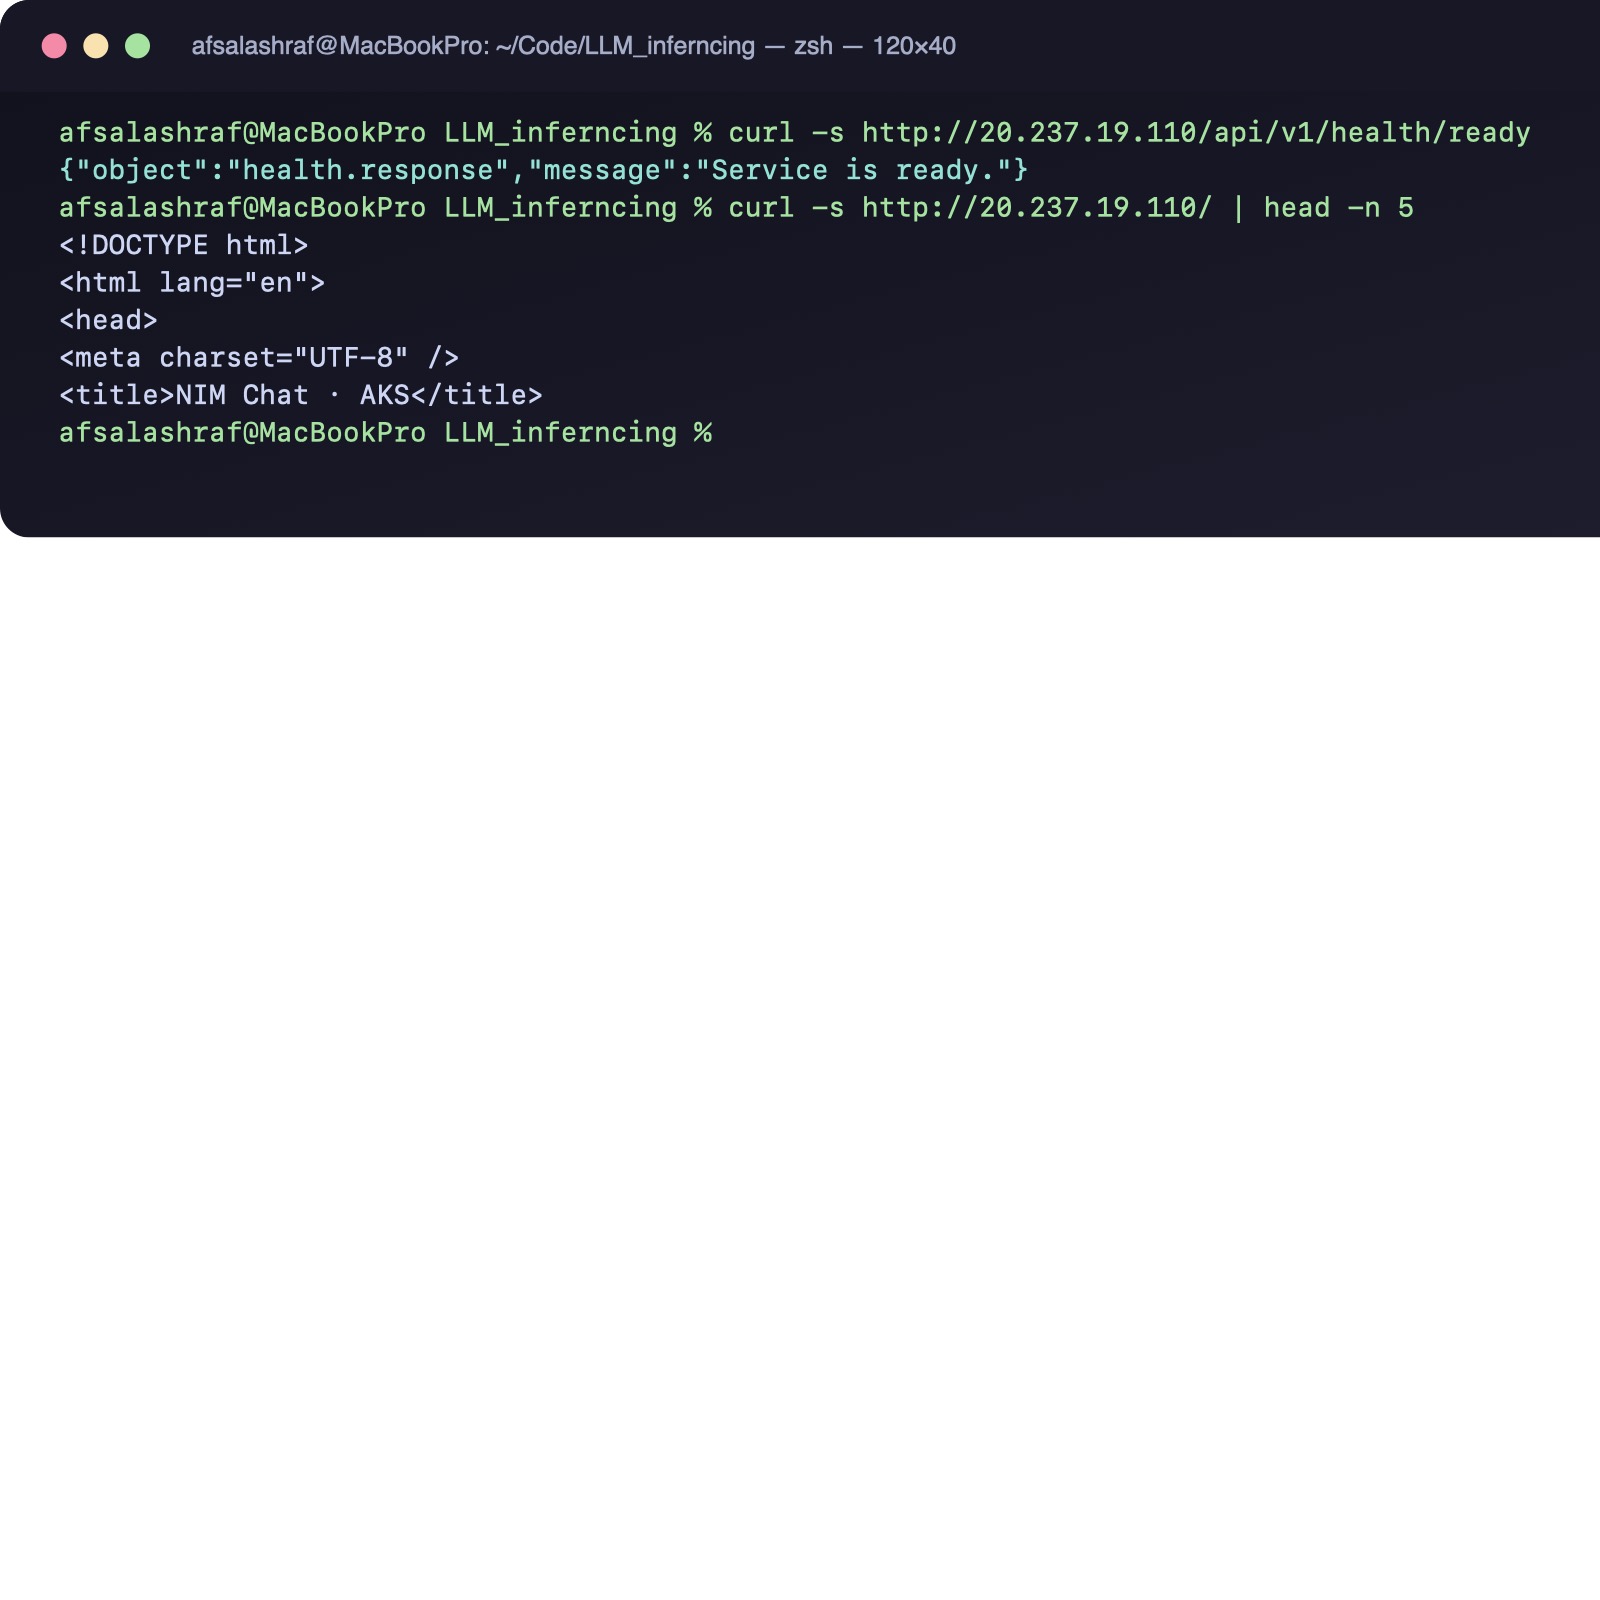 afsalashraf@MacBookPro: ~/Code/LLM_inferncing — zsh — 120×40
afsalashraf@MacBookPro LLM_inferncing % curl -s http://20.237.19.110/api/v1/health/ready
{"object":"health.response","message":"Service is ready."}
afsalashraf@MacBookPro LLM_inferncing % curl -s http://20.237.19.110/ | head -n 5
<!DOCTYPE html>
<html lang="en">
<head>
<meta charset="UTF-8" />
<title>NIM Chat · AKS</title>
afsalashraf@MacBookPro LLM_inferncing %